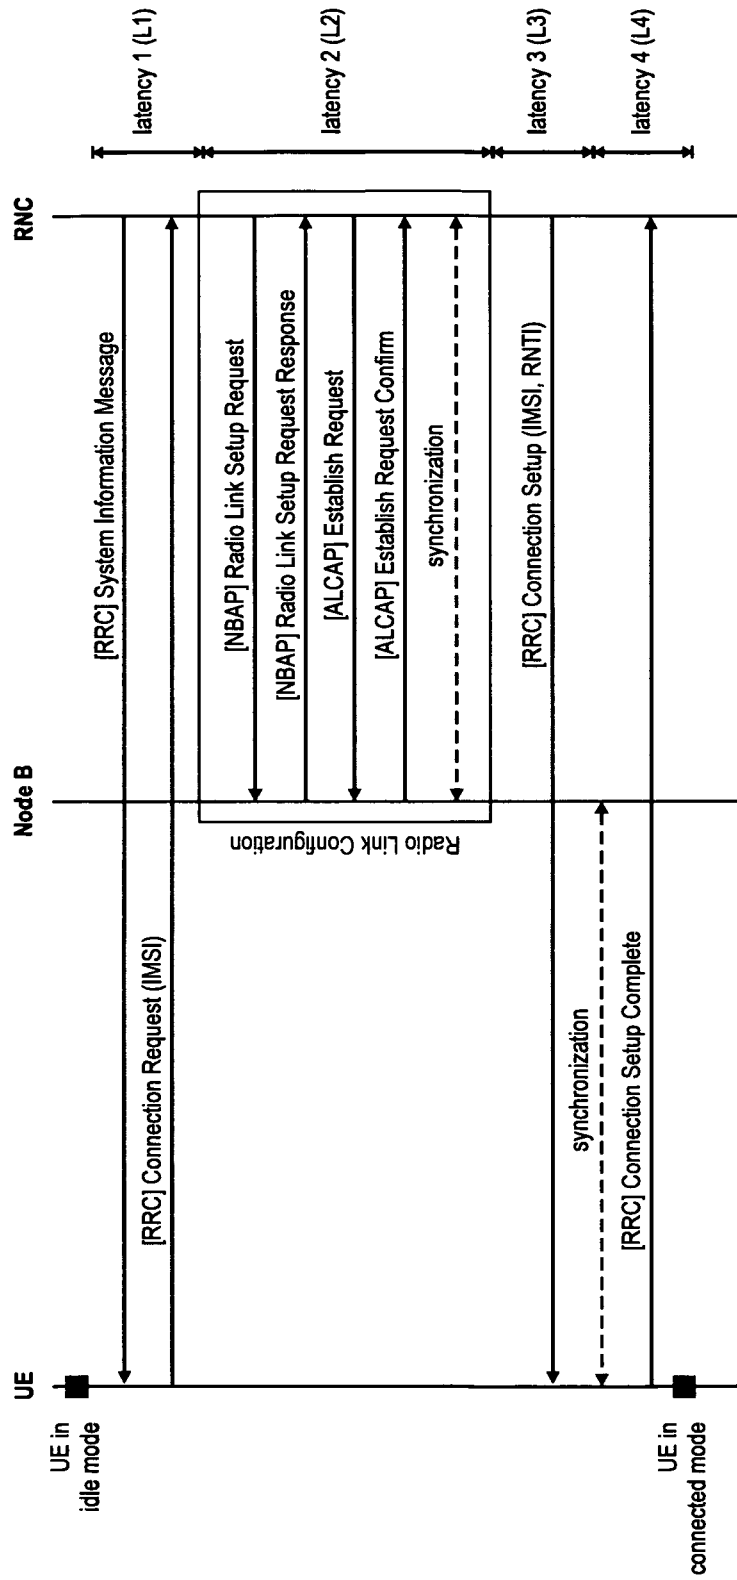 UE
Node B
RNC
UE in
idle mode
[RRC] System Information Message
latency 1 (L1)
[RRC] Connection Request (IMSI)
Radio Link Configuration
[NBAP] Radio Link Setup Request
[NBAP] Radio Link Setup Request Response
[ALCAP] Establish Request
[ALCAP] Establish Request Confirm
synchronization
latency 2 (L2)
[RRC] Connection Setup (IMSI, RNTI)
latency 3 (L3)
synchronization
[RRC] Connection Setup Complete
latency 4 (L4)
UE in
connected mode